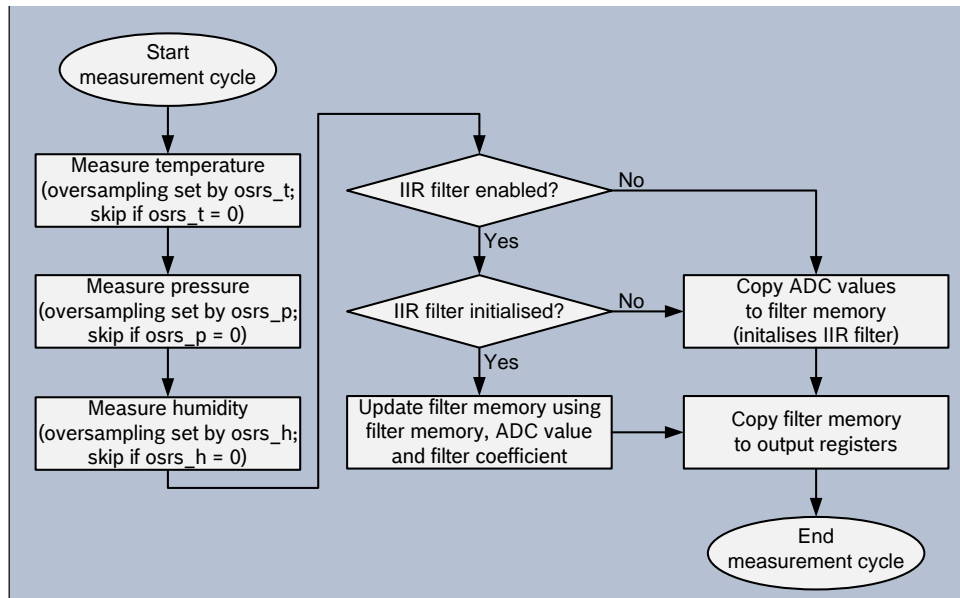 Start
measurement cycle
Measure temperature
(oversampling set by osrs_t;
skip if osrs_t = 0)
Measure pressure
(oversampling set by osrs_p;
skip if osrs_p = 0)
Measure humidity
(oversampling set by osrs_h;
skip if osrs_h = 0)
IIR filter enabled?
No
Yes
IIR filter initialised?
No
Yes
Update filter memory using
filter memory, ADC value
and filter coefficient
Copy ADC values
to filter memory
(initalises IIR filter)
Copy filter memory
to output registers
End
measurement cycle